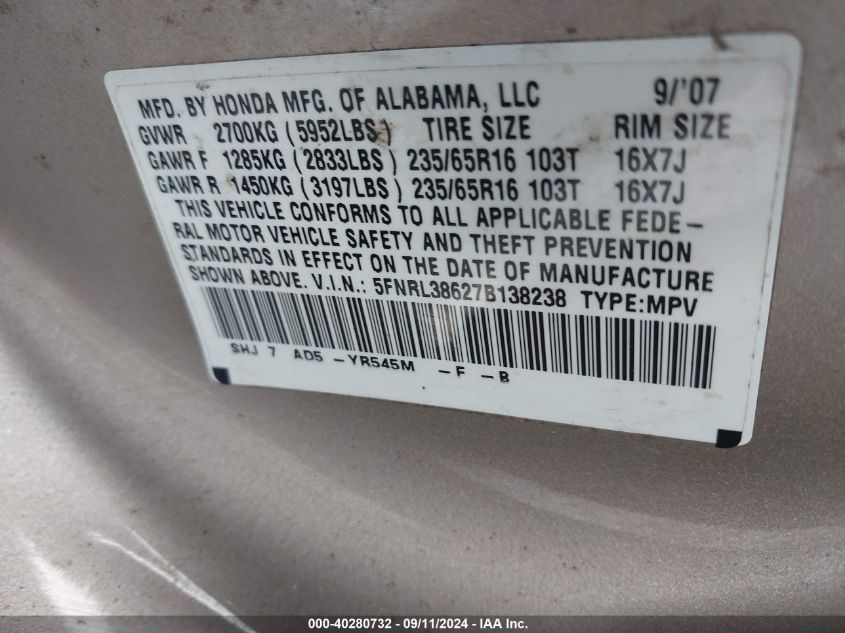 MFD. BY HONDA MFG. OF ALABAMA, LLC 9/'07
GVWR 2700KG (5952LBS) TIRE SIZE RIM SIZE
GAWR F 1285KG (2833LBS) 235/65R16 103T 16X7J
GAWR R 1450KG (3197LBS) 235/65R16 103T 16X7J
THIS VEHICLE CONFORMS TO ALL APPLICABLE FEDE-
RAL MOTOR VEHICLE SAFETY AND THEFT PREVENTION
STANDARDS IN EFFECT ON THE DATE OF MANUFACTURE
SHOWN ABOVE. V.I.N.: 5FNRL38627B138238 TYPE:MPV
SHJ 7 AD5 -YR545M -F -B
000-40280732 - 09/11/2024 - IAA Inc.